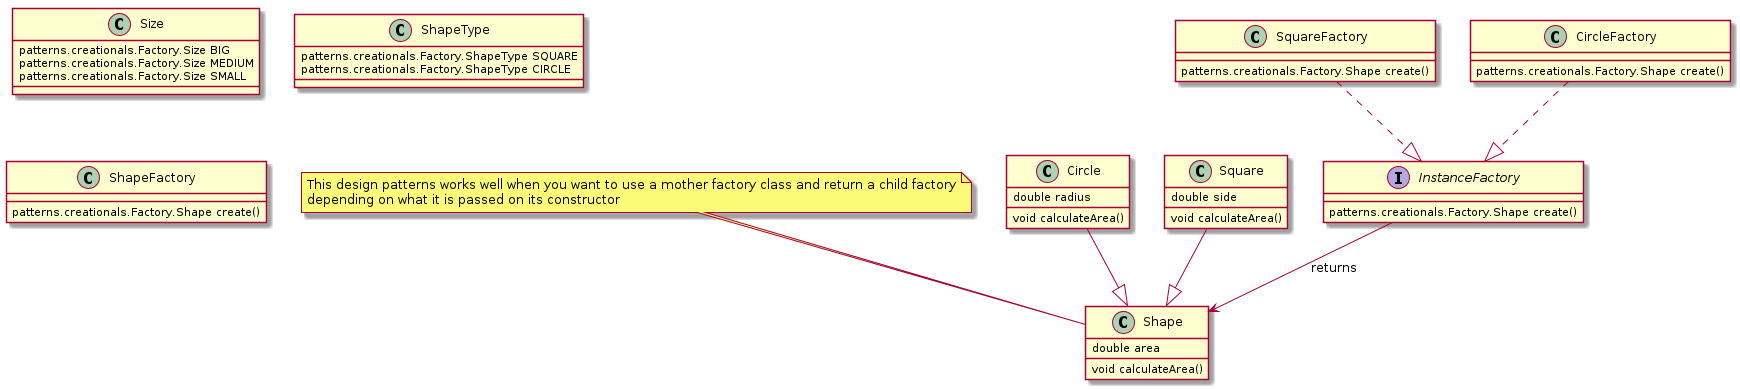 C Size
patterns.creationals.Factory.Size BIG
patterns.creationals.Factory.Size MEDIUM
patterns.creationals.Factory.Size SMALL
C ShapeType
patterns.creationals.Factory.ShapeType SQUARE
patterns.creationals.Factory.ShapeType CIRCLE
C SquareFactory
patterns.creationals.Factory.Shape create()
C CircleFactory
patterns.creationals.Factory.Shape create()
C ShapeFactory
patterns.creationals.Factory.Shape create()
This design patterns works well when you want to use a mother factory class and return a child factory
depending on what it is passed on its constructor
C Circle
double radius
void calculateArea()
C Square
double side
void calculateArea()
I InstanceFactory
patterns.creationals.Factory.Shape create()
returns
C Shape
double area
void calculateArea()